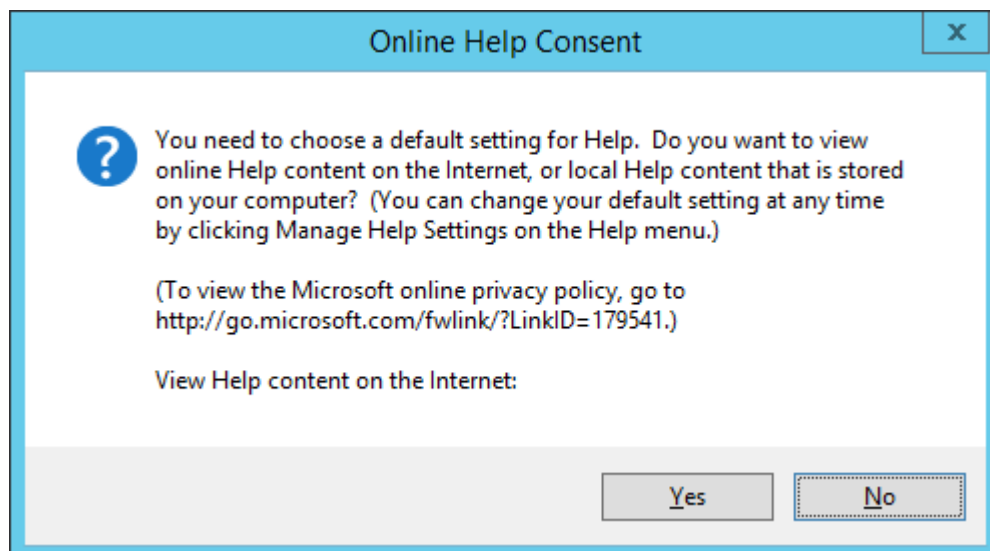 Online Help Consent
x
?
You need to choose a default setting for Help.  Do you want to view
online Help content on the Internet, or local Help content that is stored
on your computer?  (You can change your default setting at any time
by clicking Manage Help Settings on the Help menu.)
(To view the Microsoft online privacy policy, go to
http://go.microsoft.com/fwlink/?LinkID=179541.)
View Help content on the Internet:
Yes No